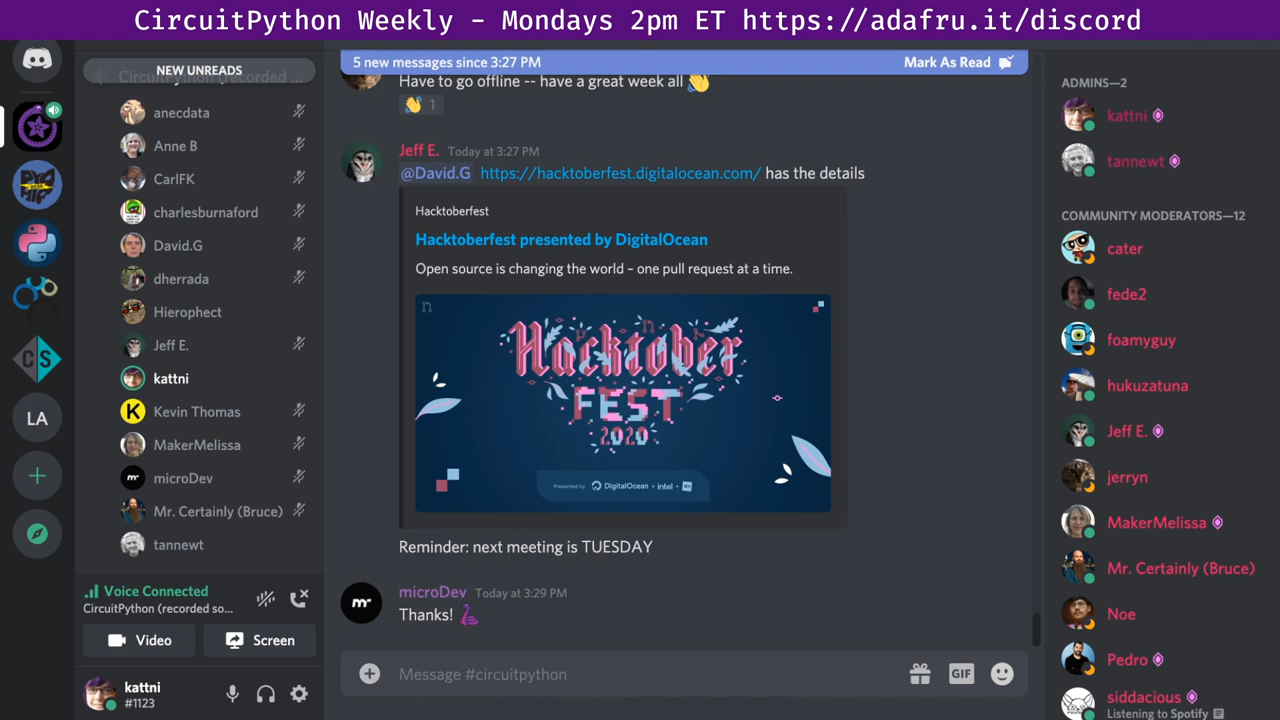 CircuitPython Weekly - Mondays 2pm ET https://adafru.it/discord
CircuitPython (recorded ...
NEW UNREADS
anecdata
Anne B
CarlFK
charlesburnaford
David.G
dherrada
Hierophect
Jeff E.
kattni
Kevin Thomas
MakerMelissa
microDev
Mr. Certainly (Bruce)
tannewt
Voice Connected
CircuitPython (recorded so...
Video
Screen
kattni
#1123
CS
LA
5 new messages since 3:27 PM
Mark As Read
Have to go offline -- have a great week all 👋
👋 1
Jeff E. Today at 3:27 PM
@David.G https://hacktoberfest.digitalocean.com/ has the details
Hacktoberfest
Hacktoberfest presented by DigitalOcean
Open source is changing the world – one pull request at a time.
Hacktober
FEST
2020
Presented by DigitalOcean • intel • DEV
Reminder: next meeting is TUESDAY
microDev Today at 3:29 PM
Thanks!
Message #circuitpython
GIF
ADMINS—2
kattni
tannewt
COMMUNITY MODERATORS—12
cater
fede2
foamyguy
hukuzatuna
Jeff E.
jerryn
MakerMelissa
Mr. Certainly (Bruce)
Noe
Pedro
siddacious
Listening to Spotify